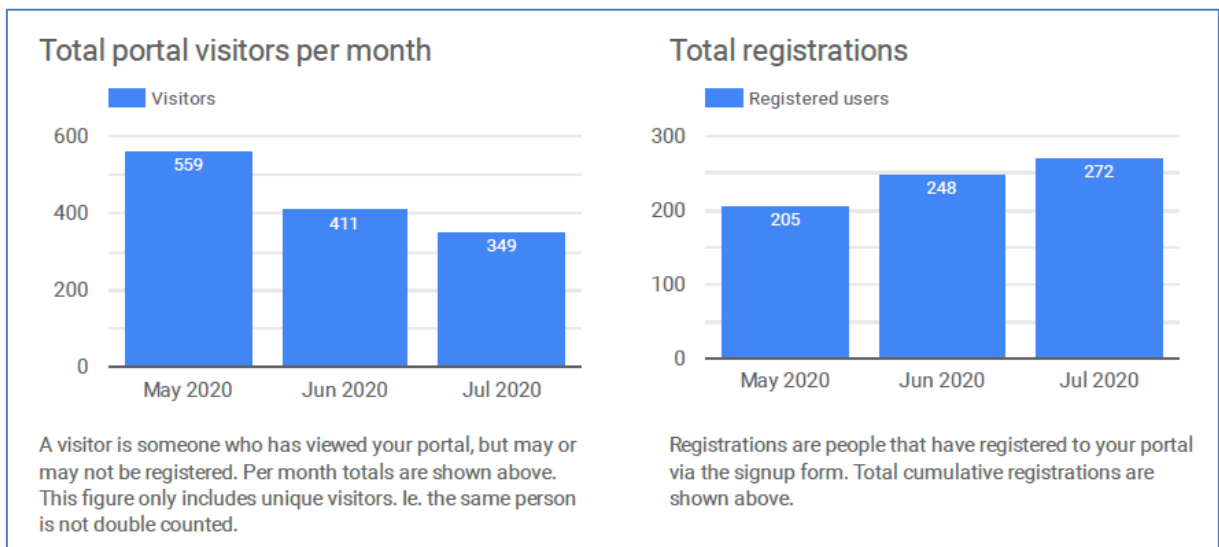 Total portal visitors per month
Visitors
600
400
200
0
559
411
349
May 2020
Jun 2020
Jul 2020
A visitor is someone who has viewed your portal, but may or
may not be registered. Per month totals are shown above.
This figure only includes unique visitors. Ie. the same person
is not double counted.
Total registrations
Registered users
300
200
100
0
205
248
272
May 2020
Jun 2020
Jul 2020
Registrations are people that have registered to your portal
via the signup form. Total cumulative registrations are
shown above.